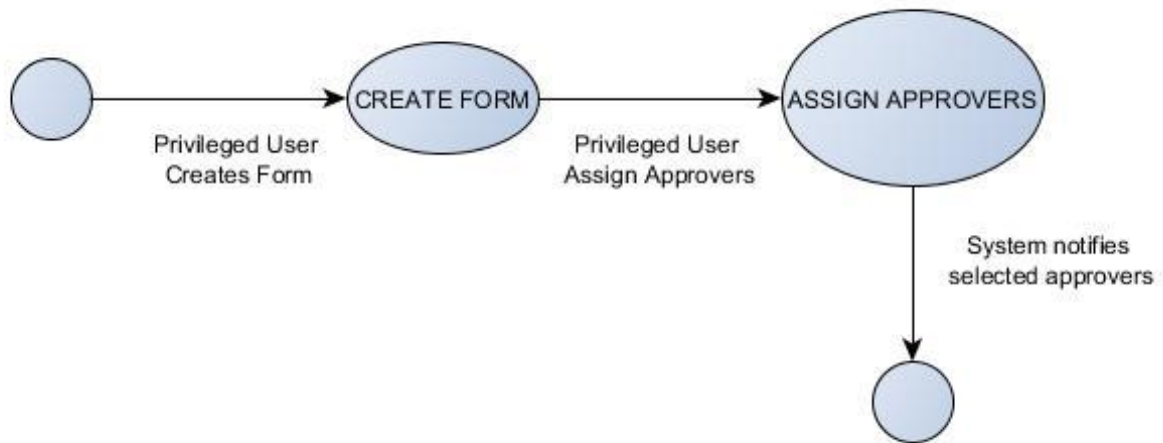 CREATE FORM
ASSIGN APPROVERS
Privileged User
Creates Form
Privileged User
Assign Approvers
System notifies
selected approvers